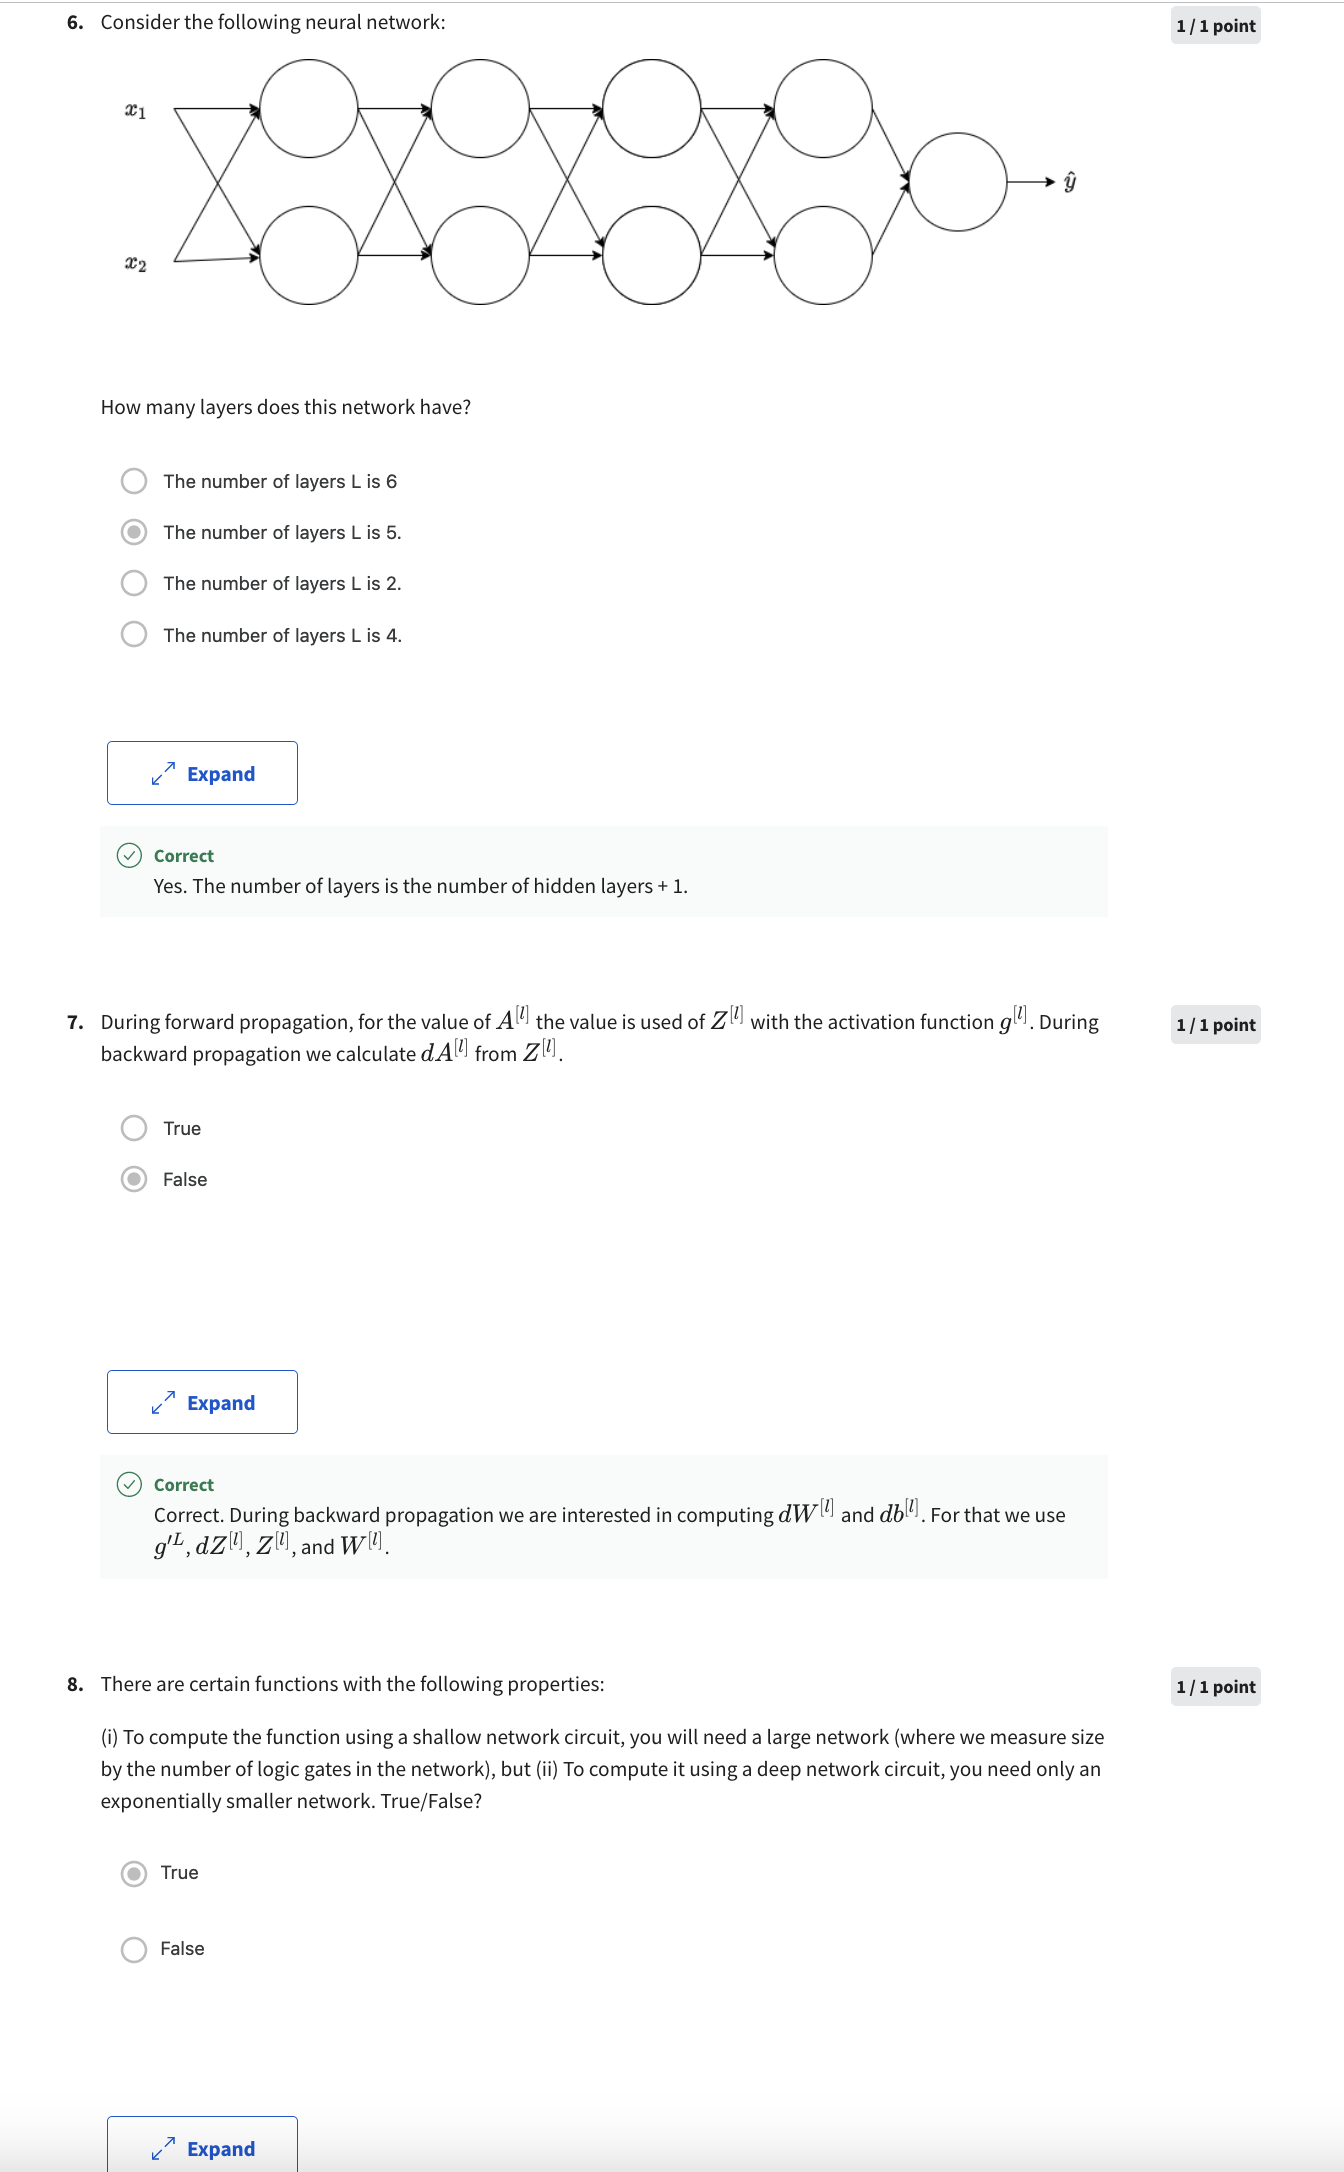 6. Consider the following neural network:
1 / 1 point
x₁
x₂
ŷ
How many layers does this network have?
The number of layers L is 6
The number of layers L is 5.
The number of layers L is 2.
The number of layers L is 4.
Expand
Correct
Yes. The number of layers is the number of hidden layers + 1.
7. During forward propagation, for the value of A^[l] the value is used of Z^[l] with the activation function g^[l]. During
backward propagation we calculate dA^[l] from Z^[l].
1 / 1 point
True
False
Expand
Correct
Correct. During backward propagation we are interested in computing dW^[l] and db^[l]. For that we use
g′^L, dZ^[l], Z^[l], and W^[l].
8. There are certain functions with the following properties:
1 / 1 point
(i) To compute the function using a shallow network circuit, you will need a large network (where we measure size
by the number of logic gates in the network), but (ii) To compute it using a deep network circuit, you need only an
exponentially smaller network. True/False?
True
False
Expand